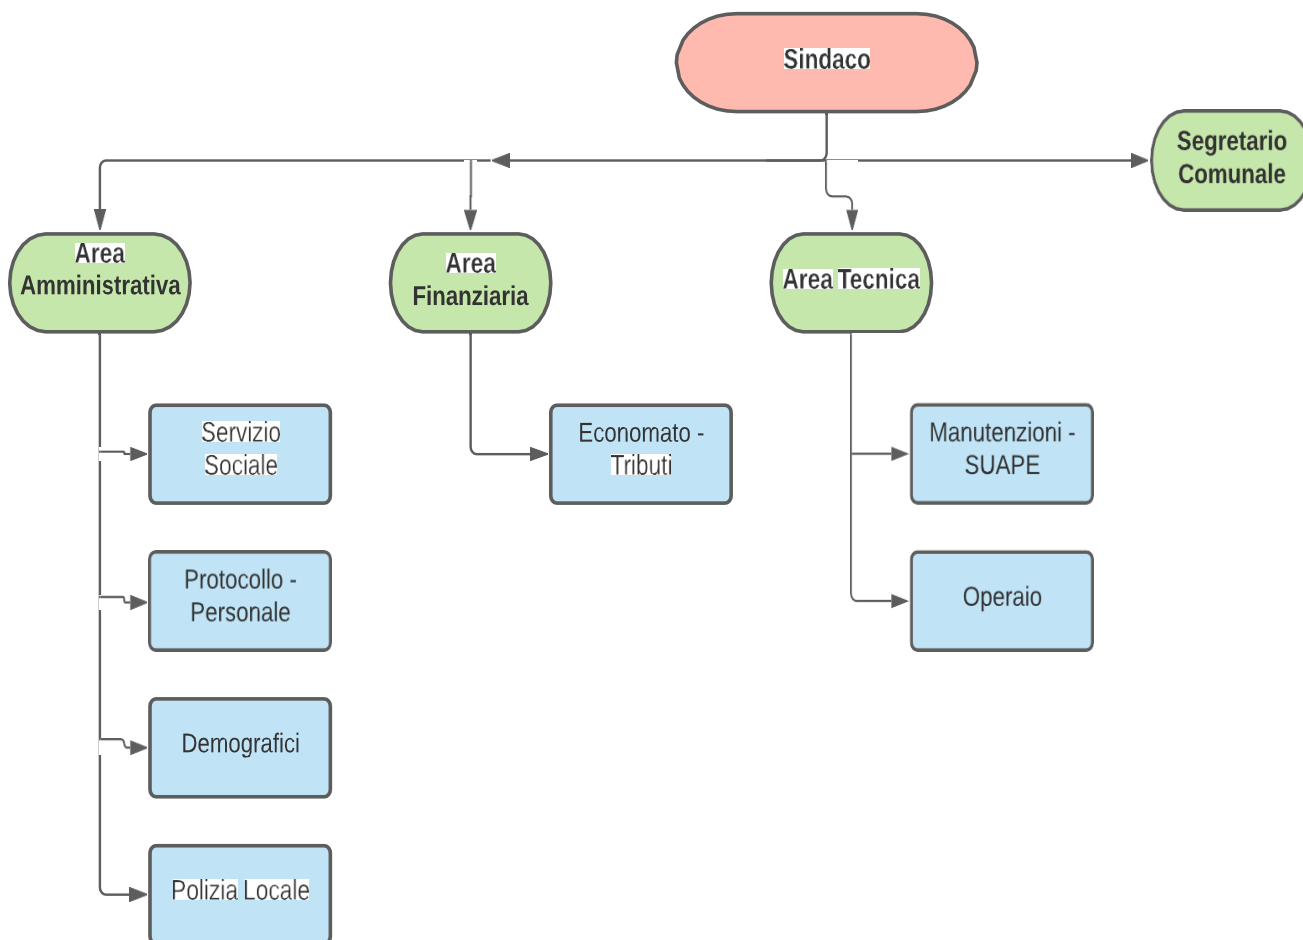 Sindaco
Segretario
Comunale
Area
Amministrativa
Area
Finanziaria
Area Tecnica
Servizio
Sociale
Economato -
Tributi
Manutenzioni -
SUAPE
Protocollo -
Personale
Operaio
Demografici
Polizia Locale